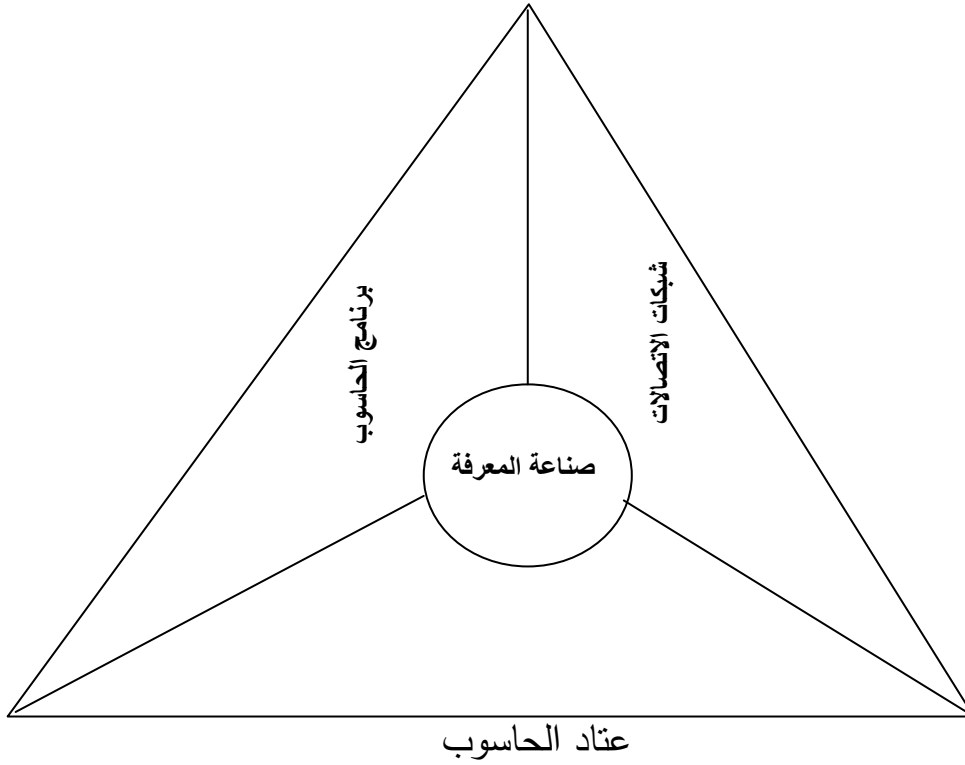 شبكات الاتصالات
برنامج الحاسوب
صناعة المعرفة
عتاد الحاسوب